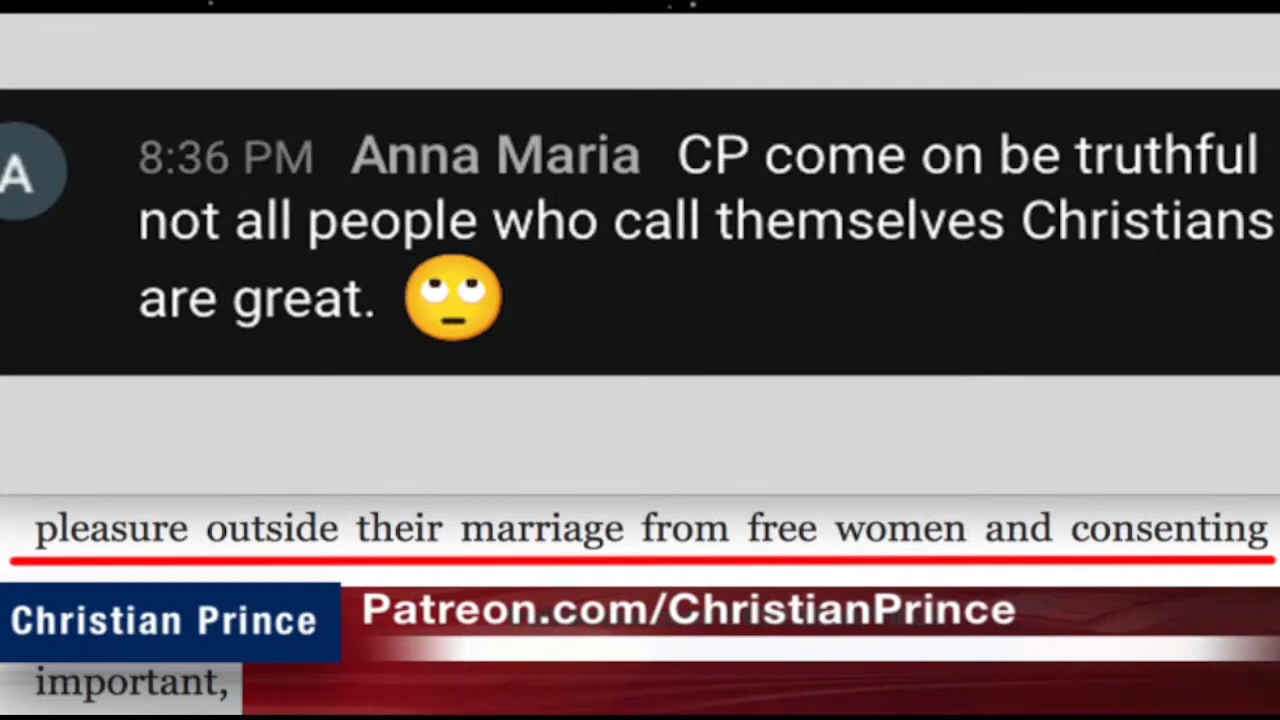 A
8:36 PM Anna Maria CP come on be truthful
not all people who call themselves Christians
are great. 🙄
pleasure outside their marriage from free women and consenting
Christian Prince
Patreon.com/ChristianPrince
important,